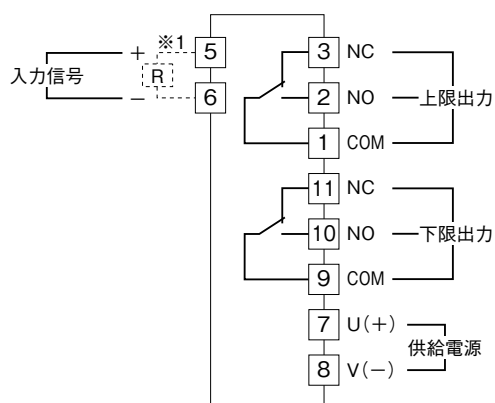 ※1
入力信号
+
R
−
5
6
3 NC
2 NO
1 COM
上限出力
11 NC
10 NO
9 COM
下限出力
7 U(+)
8 V(−)
供給電源